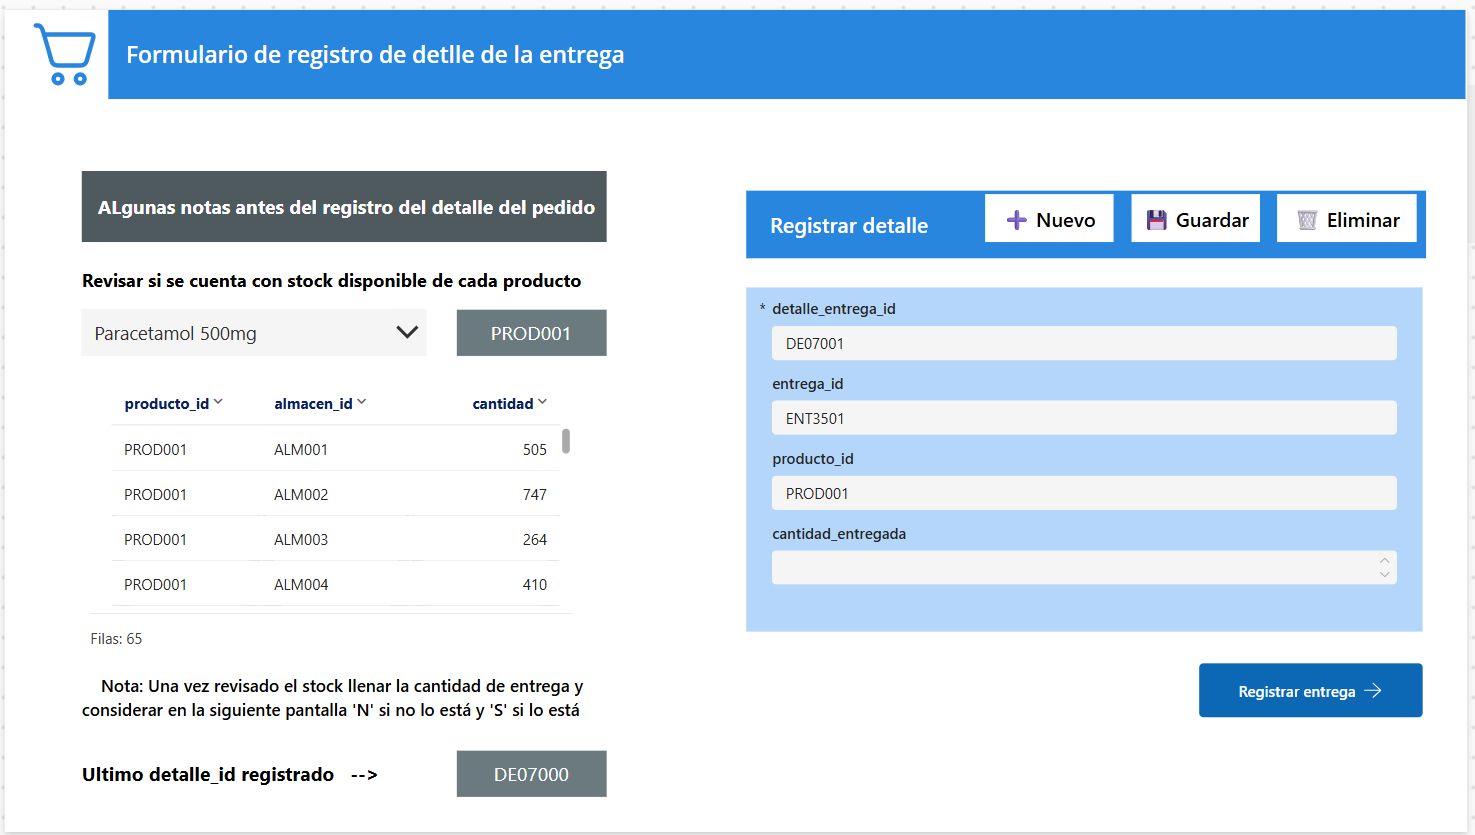 Formulario de registro de detlle de la entrega
ALgunas notas antes del registro del detalle del pedido
Revisar si se cuenta con stock disponible de cada producto
Paracetamol 500mg
PROD001
producto_id almacen_id cantidad
PROD001 ALM001 505
PROD001 ALM002 747
PROD001 ALM003 264
PROD001 ALM004 410
Filas: 65
Nota: Una vez revisado el stock llenar la cantidad de entrega y
considerar en la siguiente pantalla 'N' si no lo está y 'S' si lo está
Ultimo detalle_id registrado -->
DE07000
Registrar detalle
Nuevo
Guardar
Eliminar
* detalle_entrega_id
DE07001
entrega_id
ENT3501
producto_id
PROD001
cantidad_entregada
Registrar entrega →